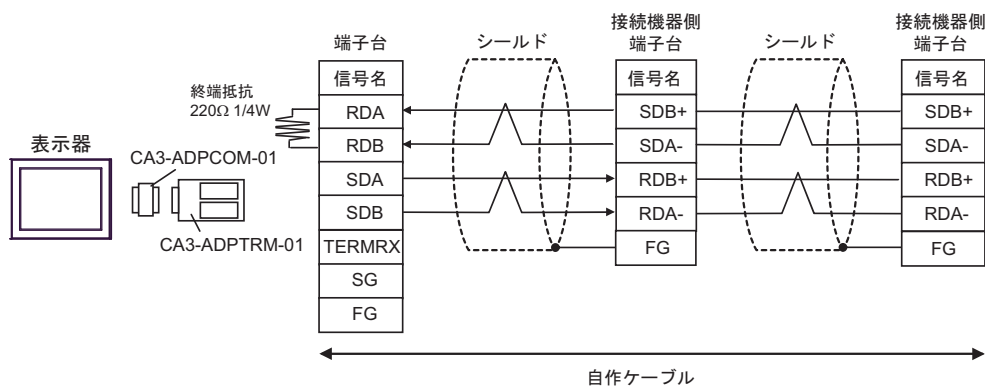 表示器
CA3-ADPCOM-01
CA3-ADPTRM-01
終端抵抗
220Ω 1/4W
端子台
信号名
RDA
RDB
SDA
SDB
TERMRX
SG
FG
シールド
接続機器側
端子台
信号名
SDB+
SDA-
RDB+
RDA-
FG
シールド
接続機器側
端子台
信号名
SDB+
SDA-
RDB+
RDA-
FG
自作ケーブル